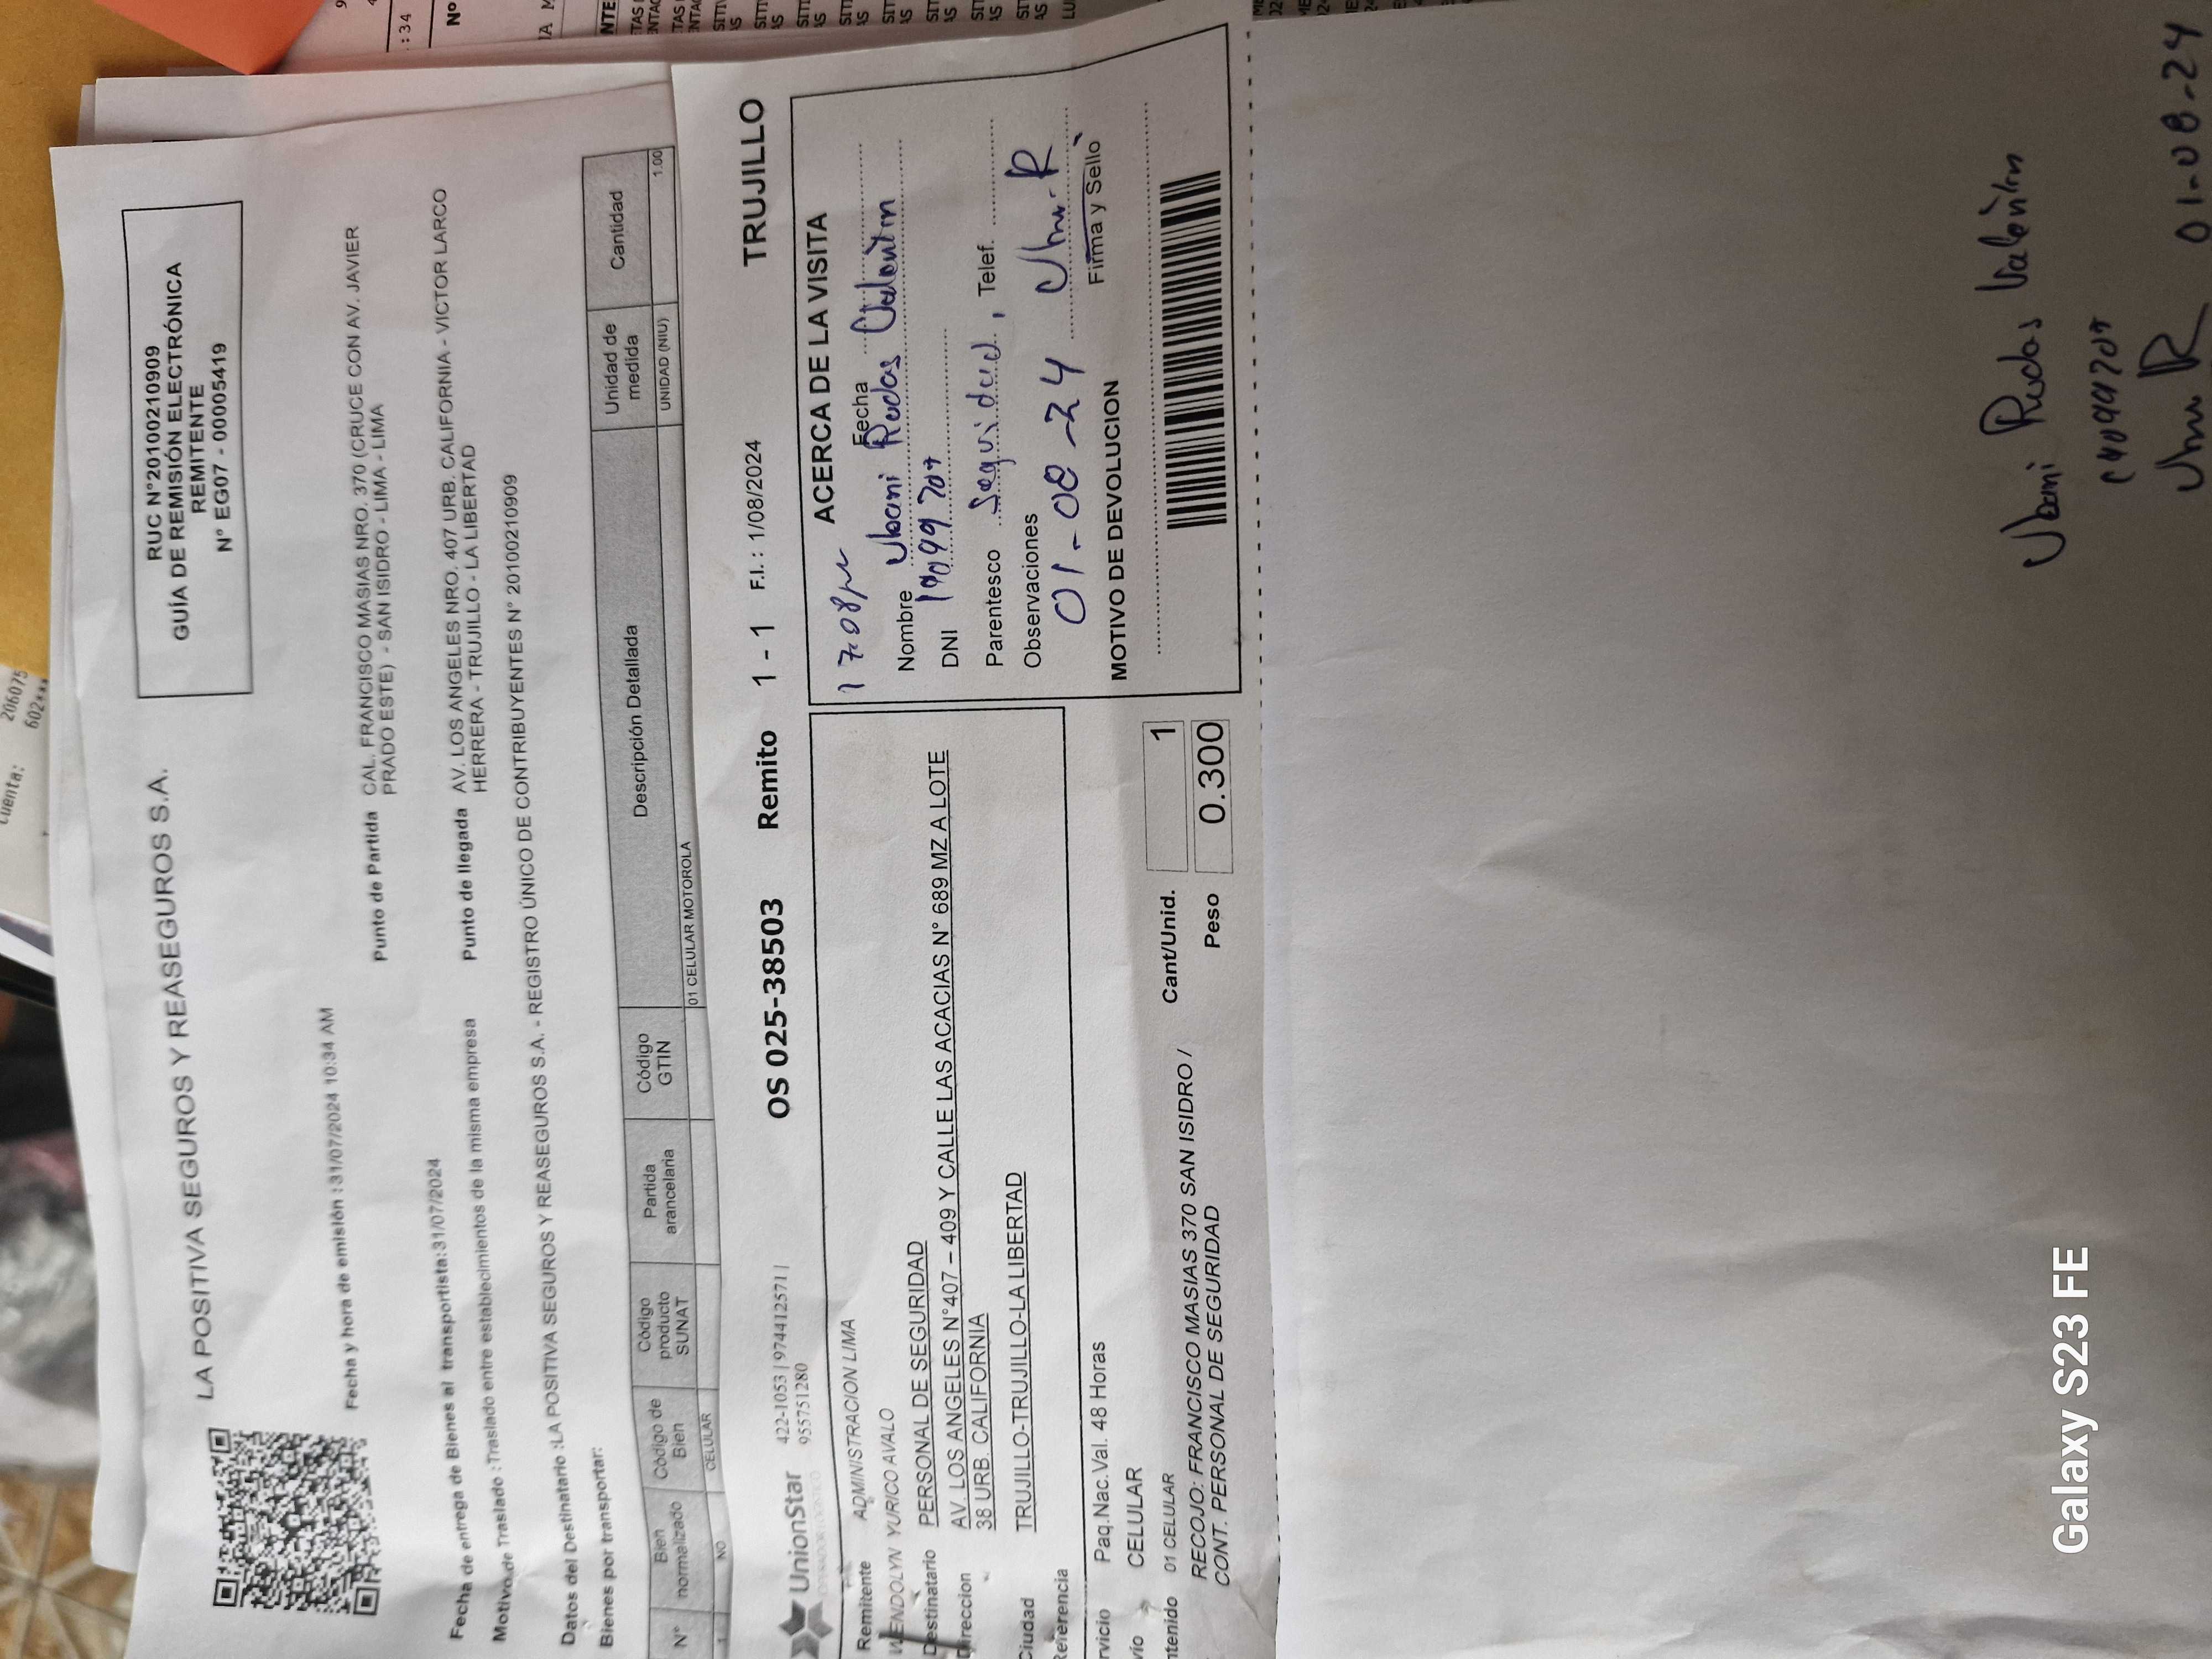 LA POSITIVA SEGUROS Y REASEGUROS S.A.
RUC N°20100210909
GUÍA DE REMISIÓN ELECTRÓNICA
REMITENTE
N° EG07 - 00005419
Fecha y hora de emisión :31/07/2024 10:34 AM
Punto de Partida CAL. FRANCISCO MASIAS NRO. 370 (CRUCE CON AV. JAVIER
PRADO ESTE) - SAN ISIDRO - LIMA - LIMA
Fecha de entrega de Bienes al transportista:31/07/2024
Punto de llegada AV. LOS ANGELES NRO. 407 URB. CALIFORNIA - VICTOR LARCO
HERRERA - TRUJILLO - LA LIBERTAD
Motivo de Traslado :Traslado entre establecimientos de la misma empresa
Datos del Destinatario :LA POSITIVA SEGUROS Y REASEGUROS S.A. - REGISTRO ÚNICO DE CONTRIBUYENTES N° 20100210909
Bienes por transportar:
N° Bien normalizado Código de Bien Código producto SUNAT Partida arancelaria Código GTIN Descripción Detallada Unidad de medida Cantidad
1 NO CELULAR 01 CELULAR MOTOROLA UNIDAD (NIU) 1.00
UnionStar
422-1053 | 974412571 |
955751280
OS 025-38503 Remito 1 - 1 F.I. : 1/08/2024 TRUJILLO
Remitente ADMINISTRACION LIMA
WENDOLYN YURICO AVALO
Destinatario PERSONAL DE SEGURIDAD
Direccion AV. LOS ANGELES N°407 – 409 Y CALLE LAS ACACIAS N° 689 MZ A LOTE
38 URB. CALIFORNIA
Ciudad TRUJILLO-TRUJILLO-LA LIBERTAD
Referencia
rvicio Paq.Nac.Val. 48 Horas
vío CELULAR
ntenido 01 CELULAR
RECOJO: FRANCISCO MASIAS 370 SAN ISIDRO /
CONT. PERSONAL DE SEGURIDAD
Cant/Unid. 1
Peso 0.300
ACERCA DE LA VISITA
Fecha
Nombre Ubani Rodas Valentin
DNI
Parentesco Seguridad, Telef.
Observaciones
01-08-24
Firma y Sello
MOTIVO DE DEVOLUCION
Ubani Rodas Valentin
01-08-24
Galaxy S23 FE